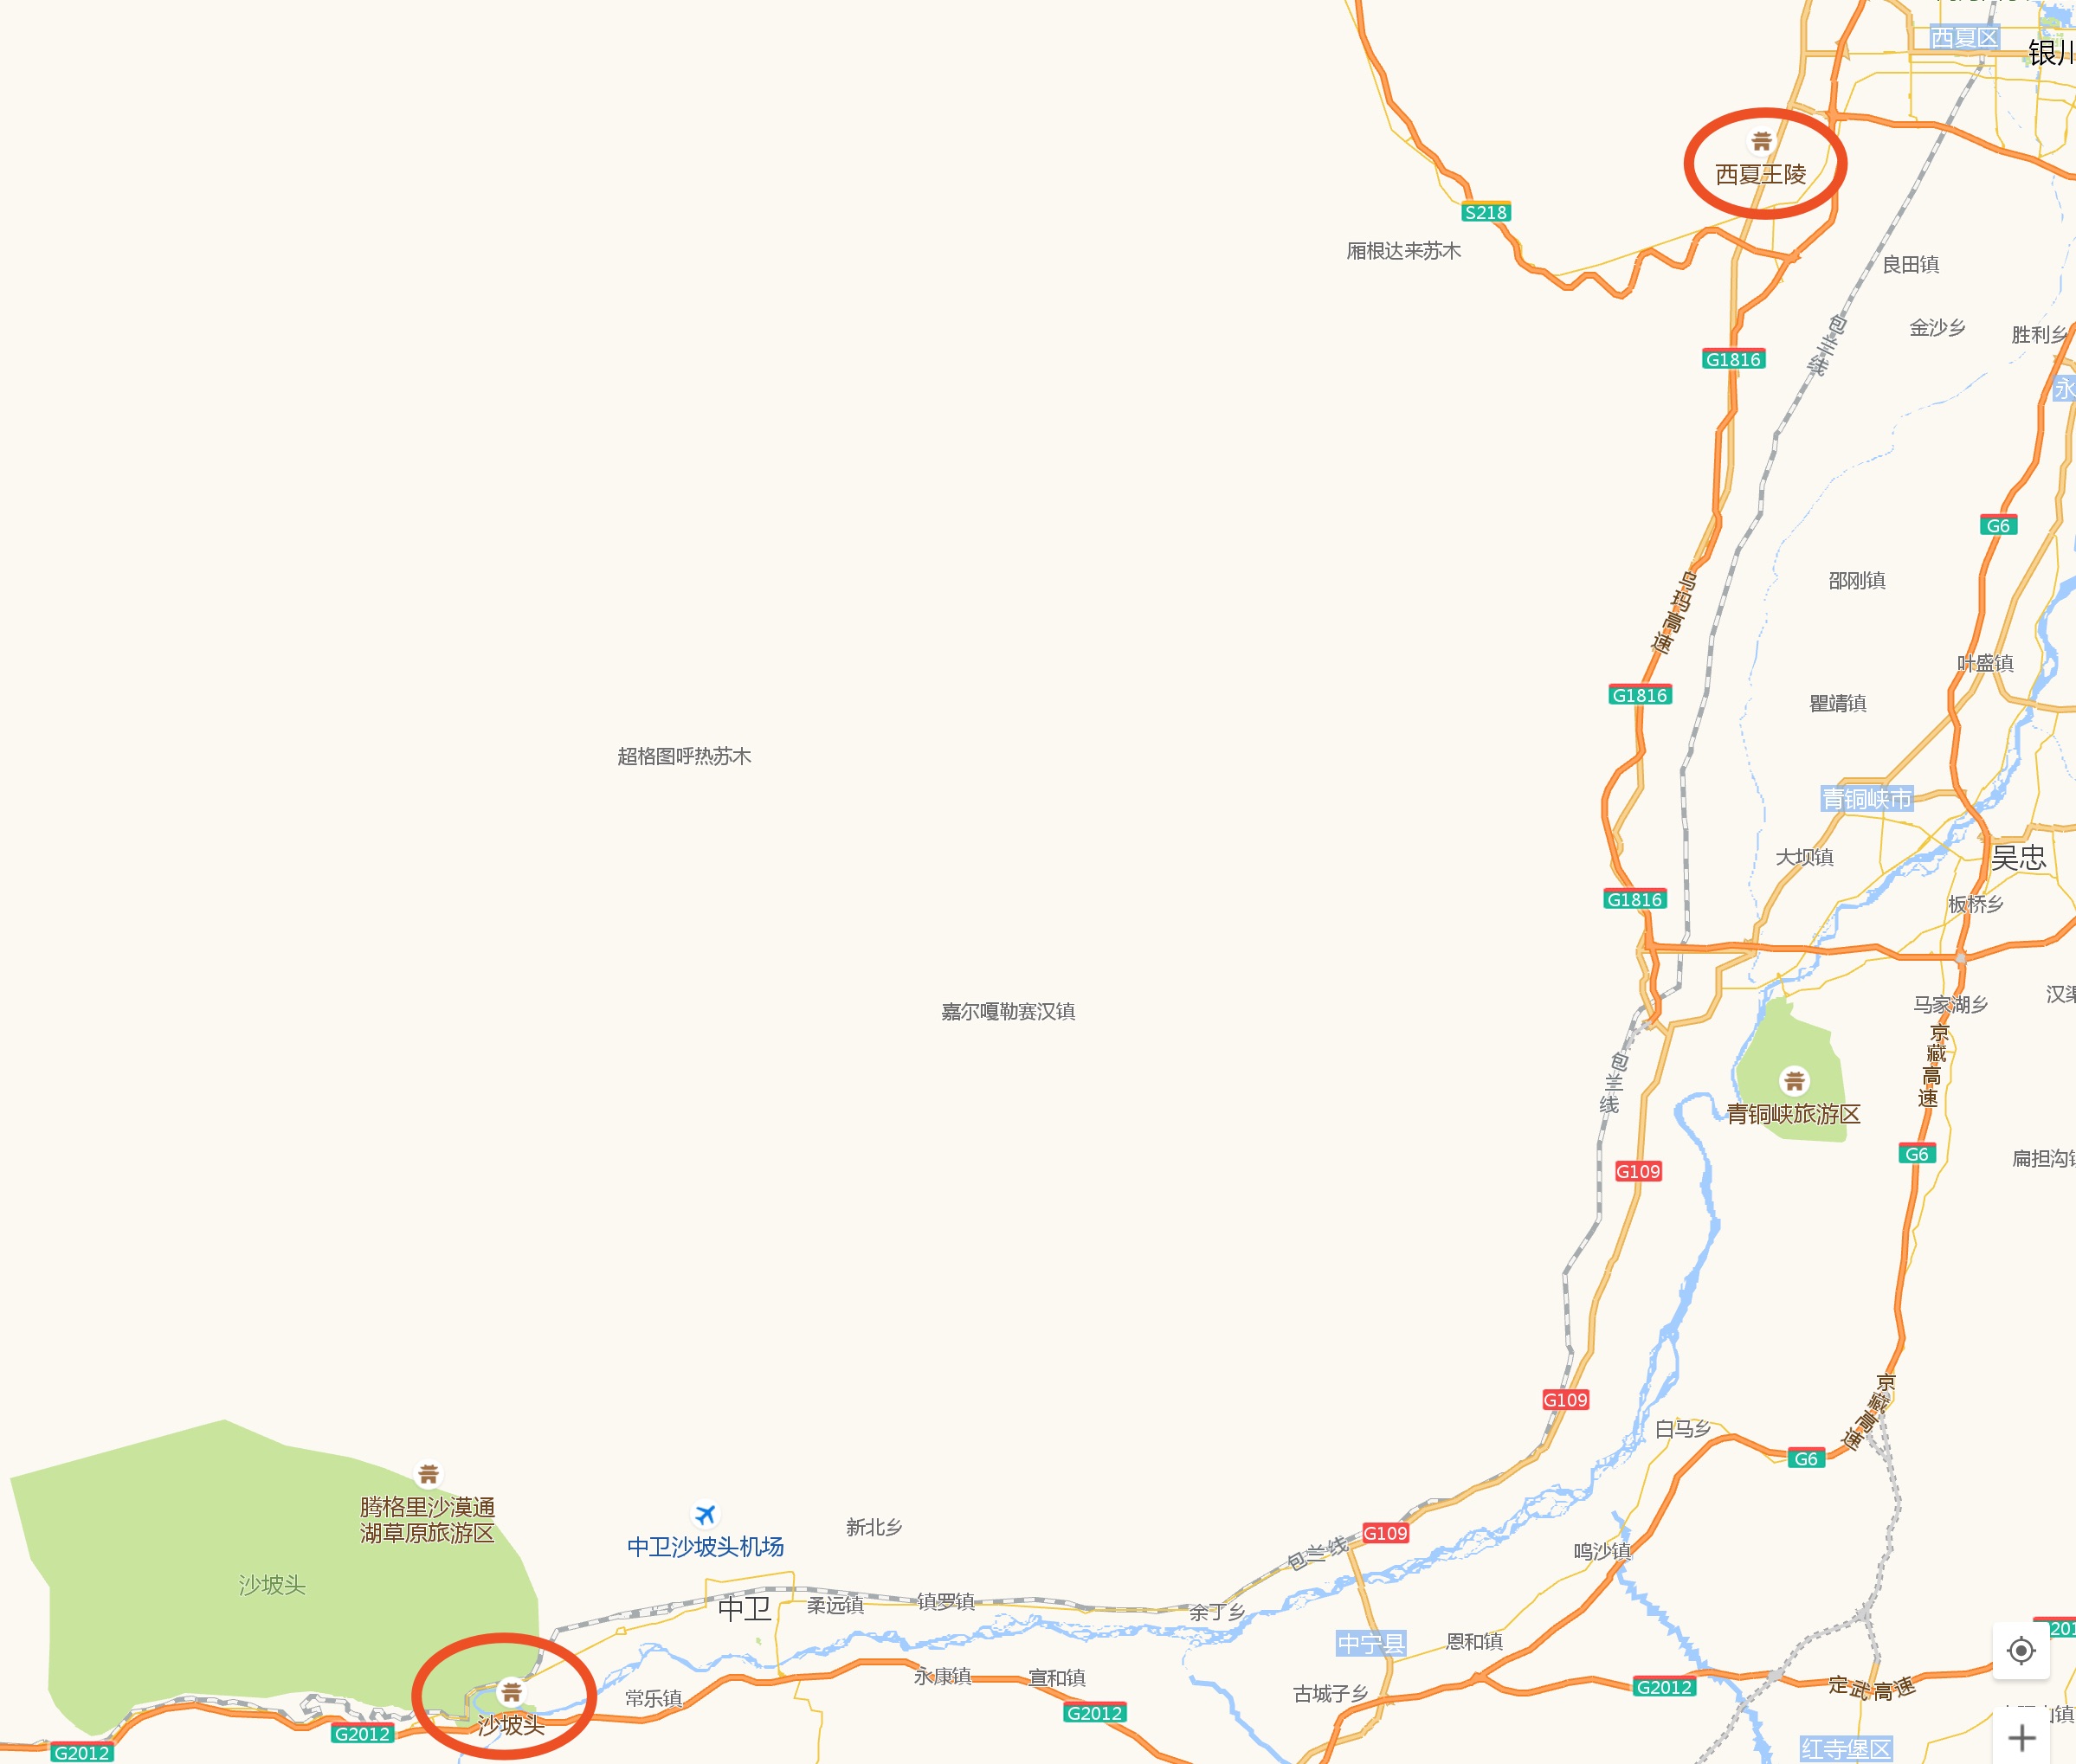 西夏区
银川
西夏王陵
S218
厢根达来苏木
良田镇
包兰线
金沙乡
胜利乡
G1816
永
G6
乌玛高速
邵刚镇
叶盛镇
G1816
瞿靖镇
超格图呼热苏木
青铜峡市
大坝镇
吴忠
G1816
板桥乡
嘉尔嘎勒赛汉镇
马家湖乡
汉渠
京藏高速
包兰线
青铜峡旅游区
G6
扁担沟镇
G109
京藏高速
G109
白马乡
G6
腾格里沙漠通
湖草原旅游区
中卫沙坡头机场
新北乡
G109
包兰线
鸣沙镇
沙坡头
中卫
柔远镇
镇罗镇
余丁乡
中宁县
恩和镇
G201
沙坡头
常乐镇
永康镇
宣和镇
古城子乡
G2012
定武高速
G2012
G2012
G2012
红寺堡区